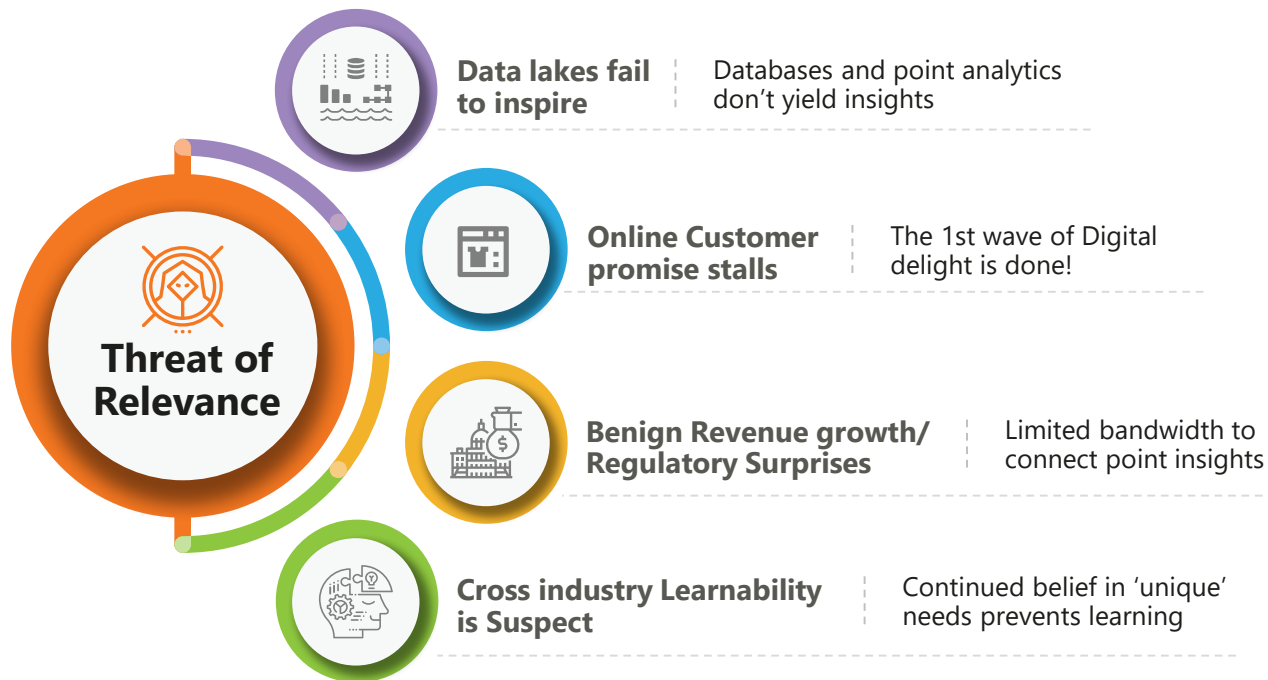 Data lakes fail
to inspire
Databases and point analytics
don’t yield insights
Online Customer
promise stalls
The 1st wave of Digital
delight is done!
Threat of
Relevance
Benign Revenue growth/
Regulatory Surprises
Limited bandwidth to
connect point insights
Cross industry Learnability
is Suspect
Continued belief in ‘unique’
needs prevents learning